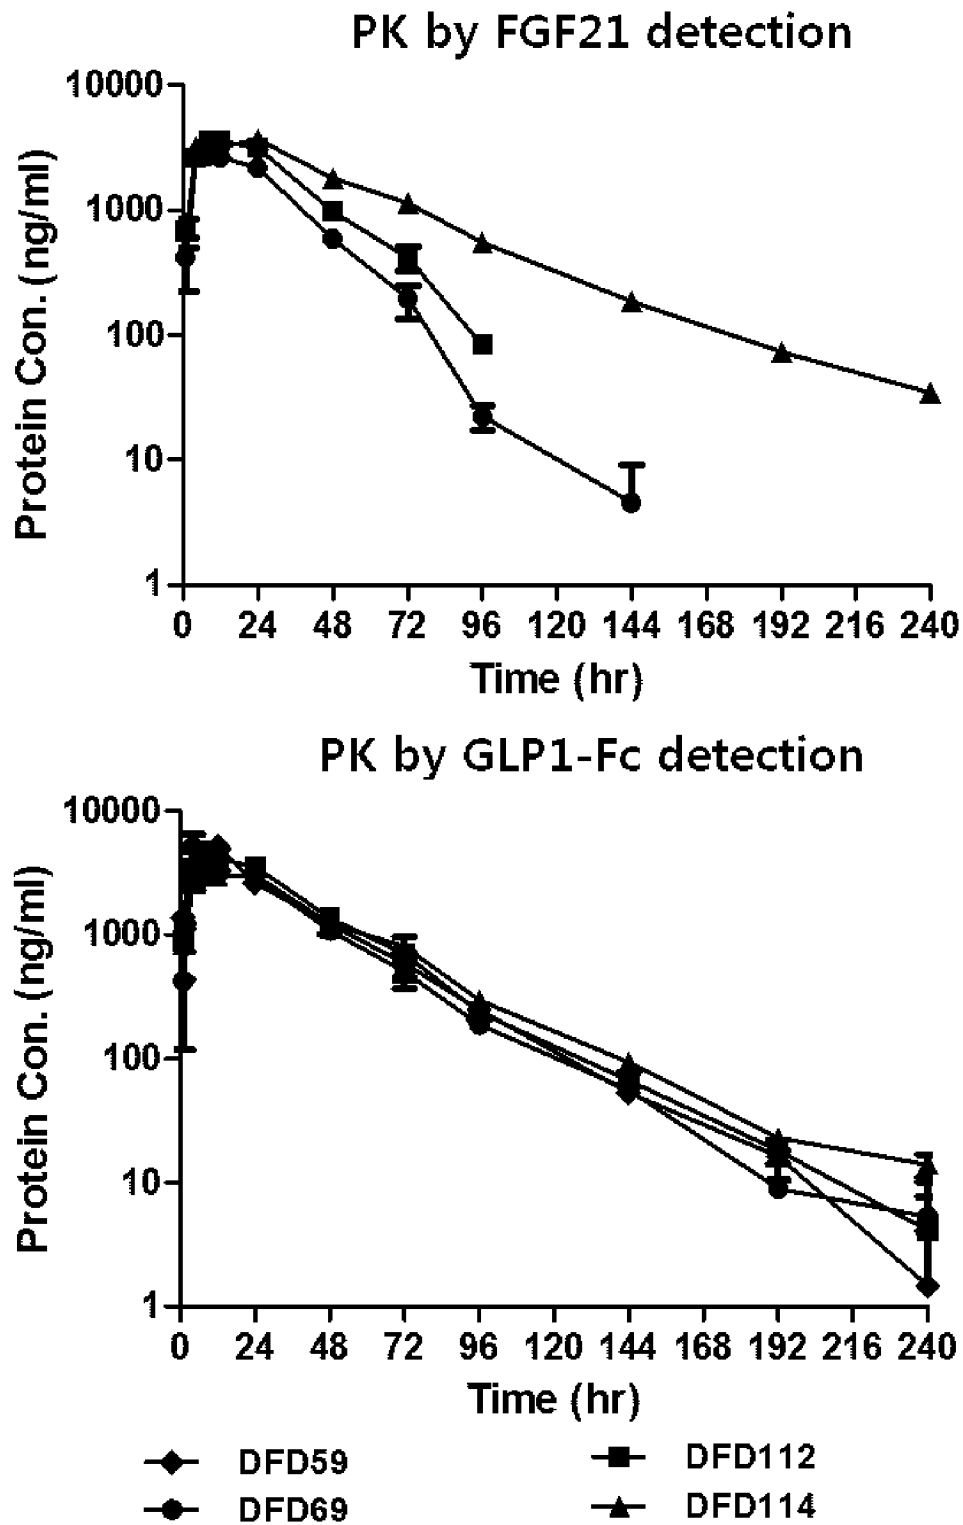 PK by FGF21 detection
Protein Con. (ng/ml)
10000
1000
100
10
1
0 24 48 72 96 120 144 168 192 216 240
Time (hr)
PK by GLP1-Fc detection
Protein Con. (ng/ml)
10000
1000
100
10
1
0 24 48 72 96 120 144 168 192 216 240
Time (hr)
DFD59 DFD112
DFD69 DFD114